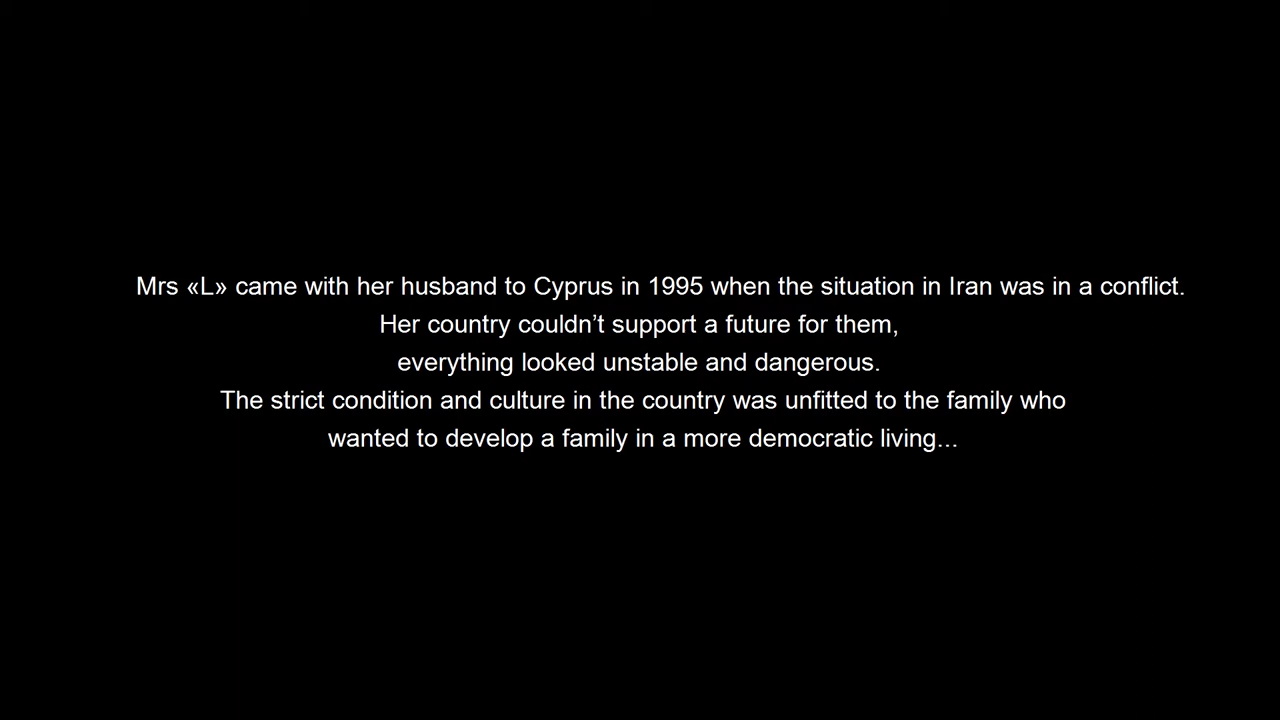 Mrs «L» came with her husband to Cyprus in 1995 when the situation in Iran was in a conflict.
Her country couldn’t support a future for them,
everything looked unstable and dangerous.
The strict condition and culture in the country was unfitted to the family who
wanted to develop a family in a more democratic living...